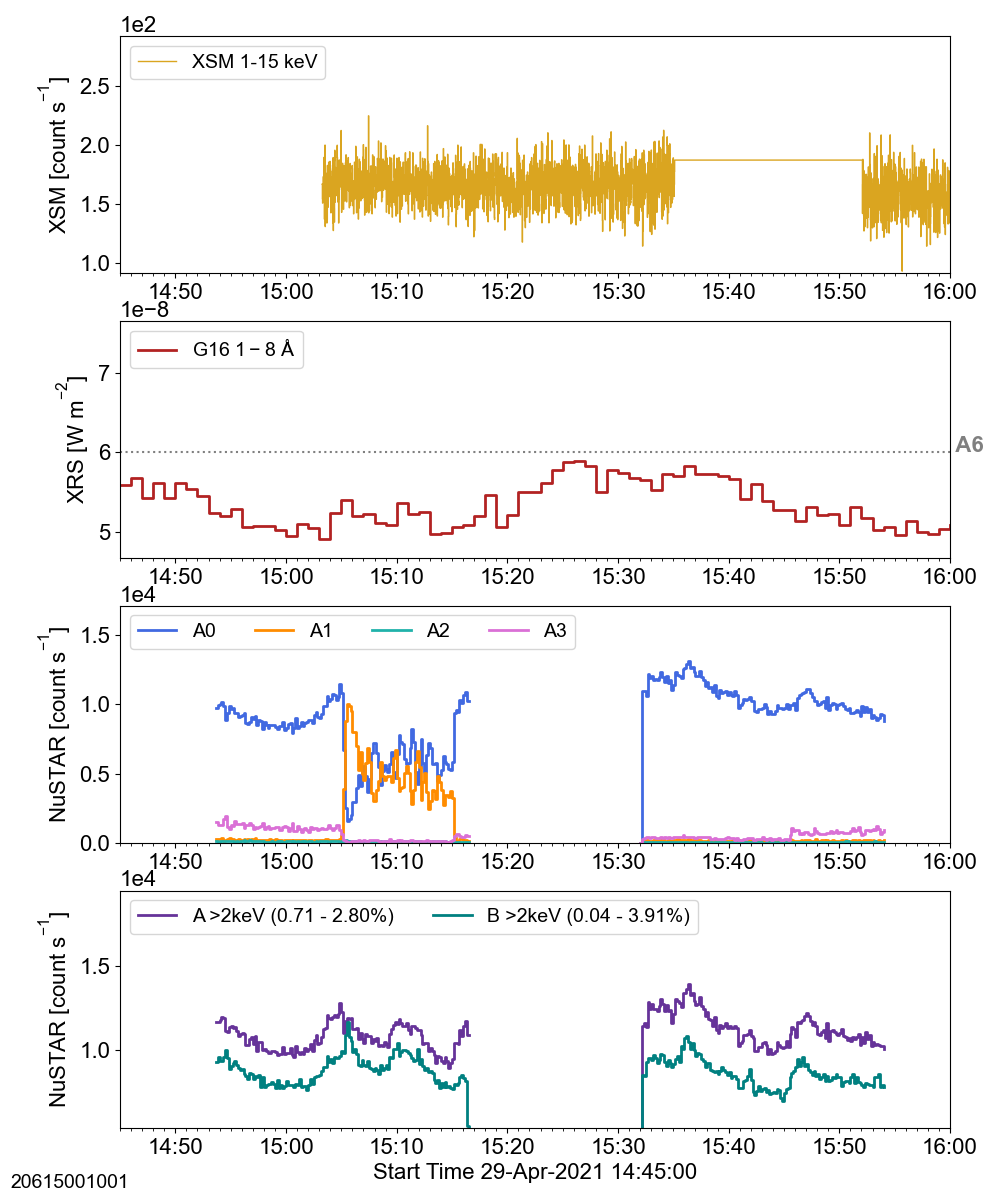 1e2
XSM 1-15 keV
XSM [count s⁻¹]
2.5
2.0
1.5
1.0
14:50 15:00 15:10 15:20 15:30 15:40 15:50 16:00
1e−8
G16 1 − 8 Å
XRS [W m⁻²]
7
6
5
A6
14:50 15:00 15:10 15:20 15:30 15:40 15:50 16:00
1e4
A0 A1 A2 A3
NuSTAR [count s⁻¹]
1.5
1.0
0.5
0.0
14:50 15:00 15:10 15:20 15:30 15:40 15:50 16:00
1e4
A >2keV (0.71 - 2.80%) B >2keV (0.04 - 3.91%)
NuSTAR [count s⁻¹]
1.5
1.0
14:50 15:00 15:10 15:20 15:30 15:40 15:50 16:00
Start Time 29-Apr-2021 14:45:00
20615001001